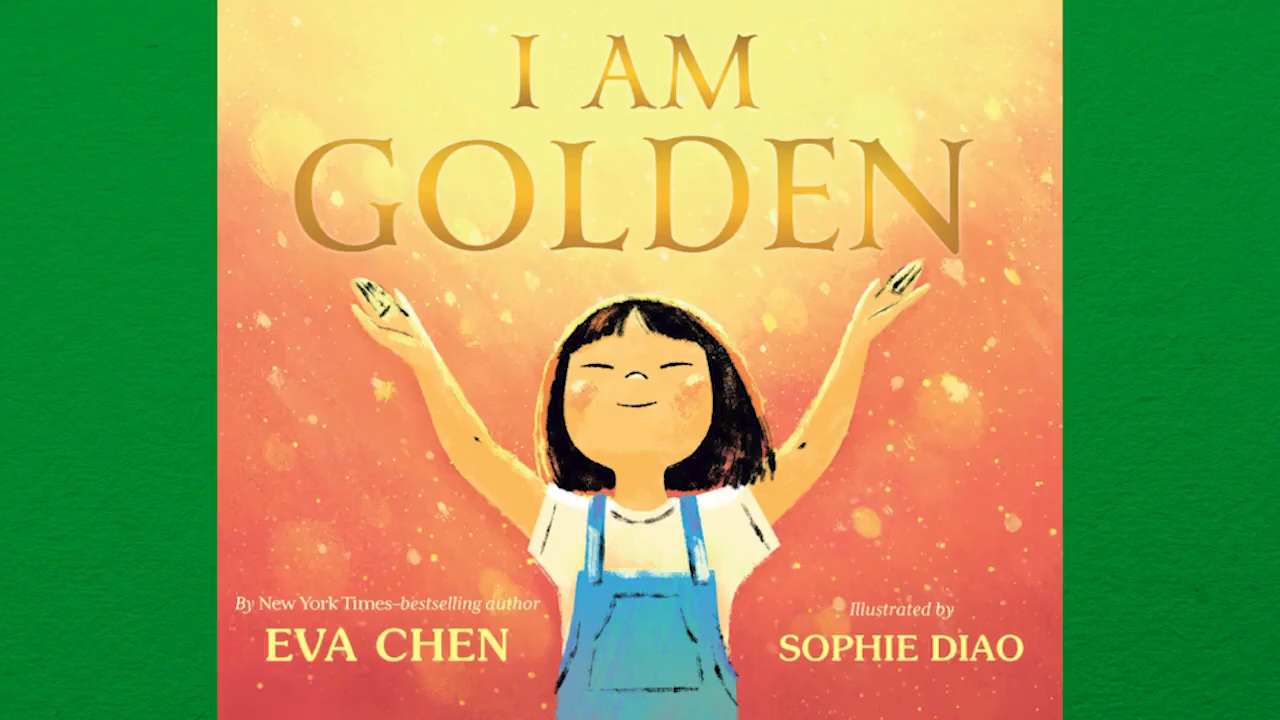 I AM
GOLDEN
By New York Times–bestselling author
EVA CHEN
Illustrated by
SOPHIE DIAO